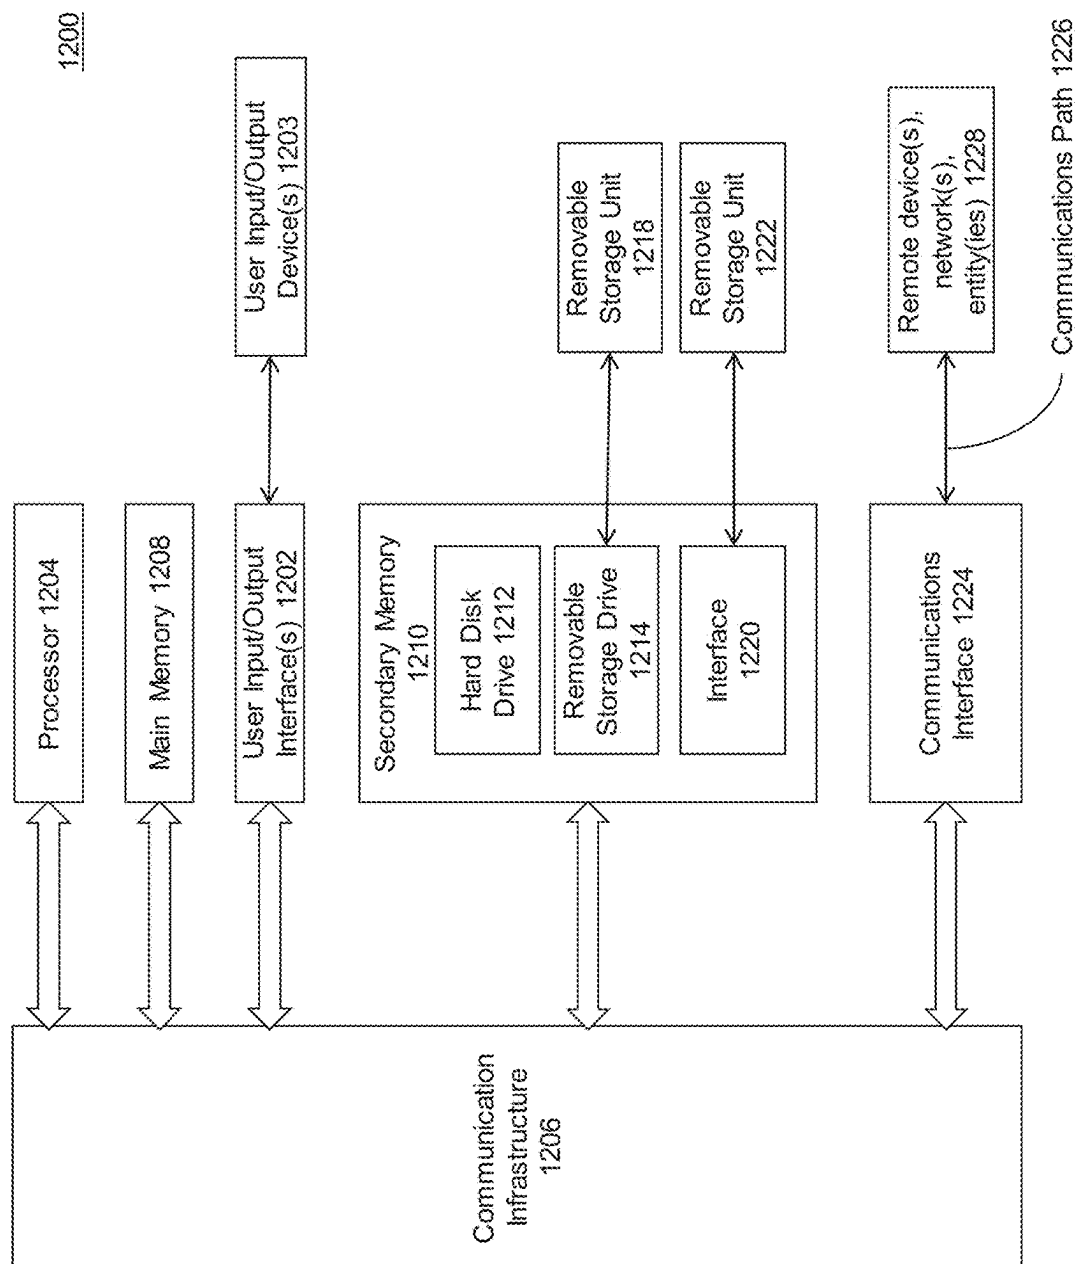 1200
Processor 1204
Main Memory 1208
User Input/Output
Interface(s) 1202
User Input/Output
Device(s) 1203
Communication
Infrastructure
1206
Secondary Memory
1210
Hard Disk
Drive 1212
Removable
Storage Drive
1214
Interface
1220
Removable
Storage Unit
1218
Removable
Storage Unit
1222
Communications
Interface 1224
Remote device(s),
network(s),
entity(ies) 1228
Communications Path 1226